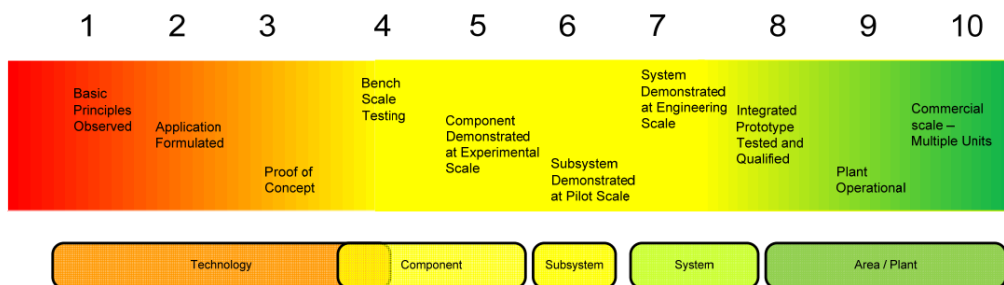 1 2 3 4 5 6 7 8 9 10
Basic
Principles
Observed
Application
Formulated
Proof of
Concept
Bench
Scale
Testing
Component
Demonstrated
at Experimental
Scale
Subsystem
Demonstrated
at Pilot Scale
System
Demonstrated
at Engineering
Scale
Integrated
Prototype
Tested and
Qualified
Plant
Operational
Commercial
scale –
Multiple Units
Technology Component Subsystem System Area / Plant